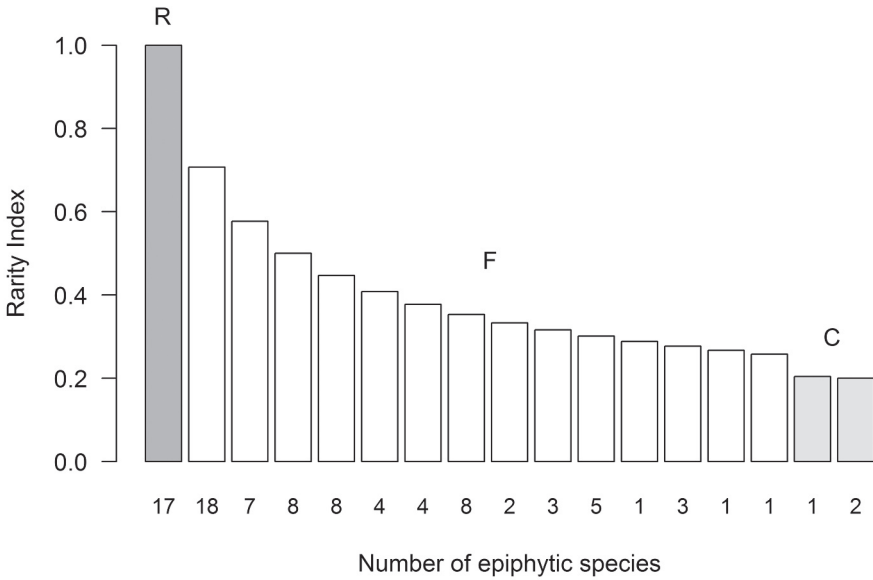 R
1.0
0.8
0.6
F
0.4
C
0.2
0.0
Rarity Index
17 18 7 8 8 4 4 8 2 3 5 1 3 1 1 1 2
Number of epiphytic species